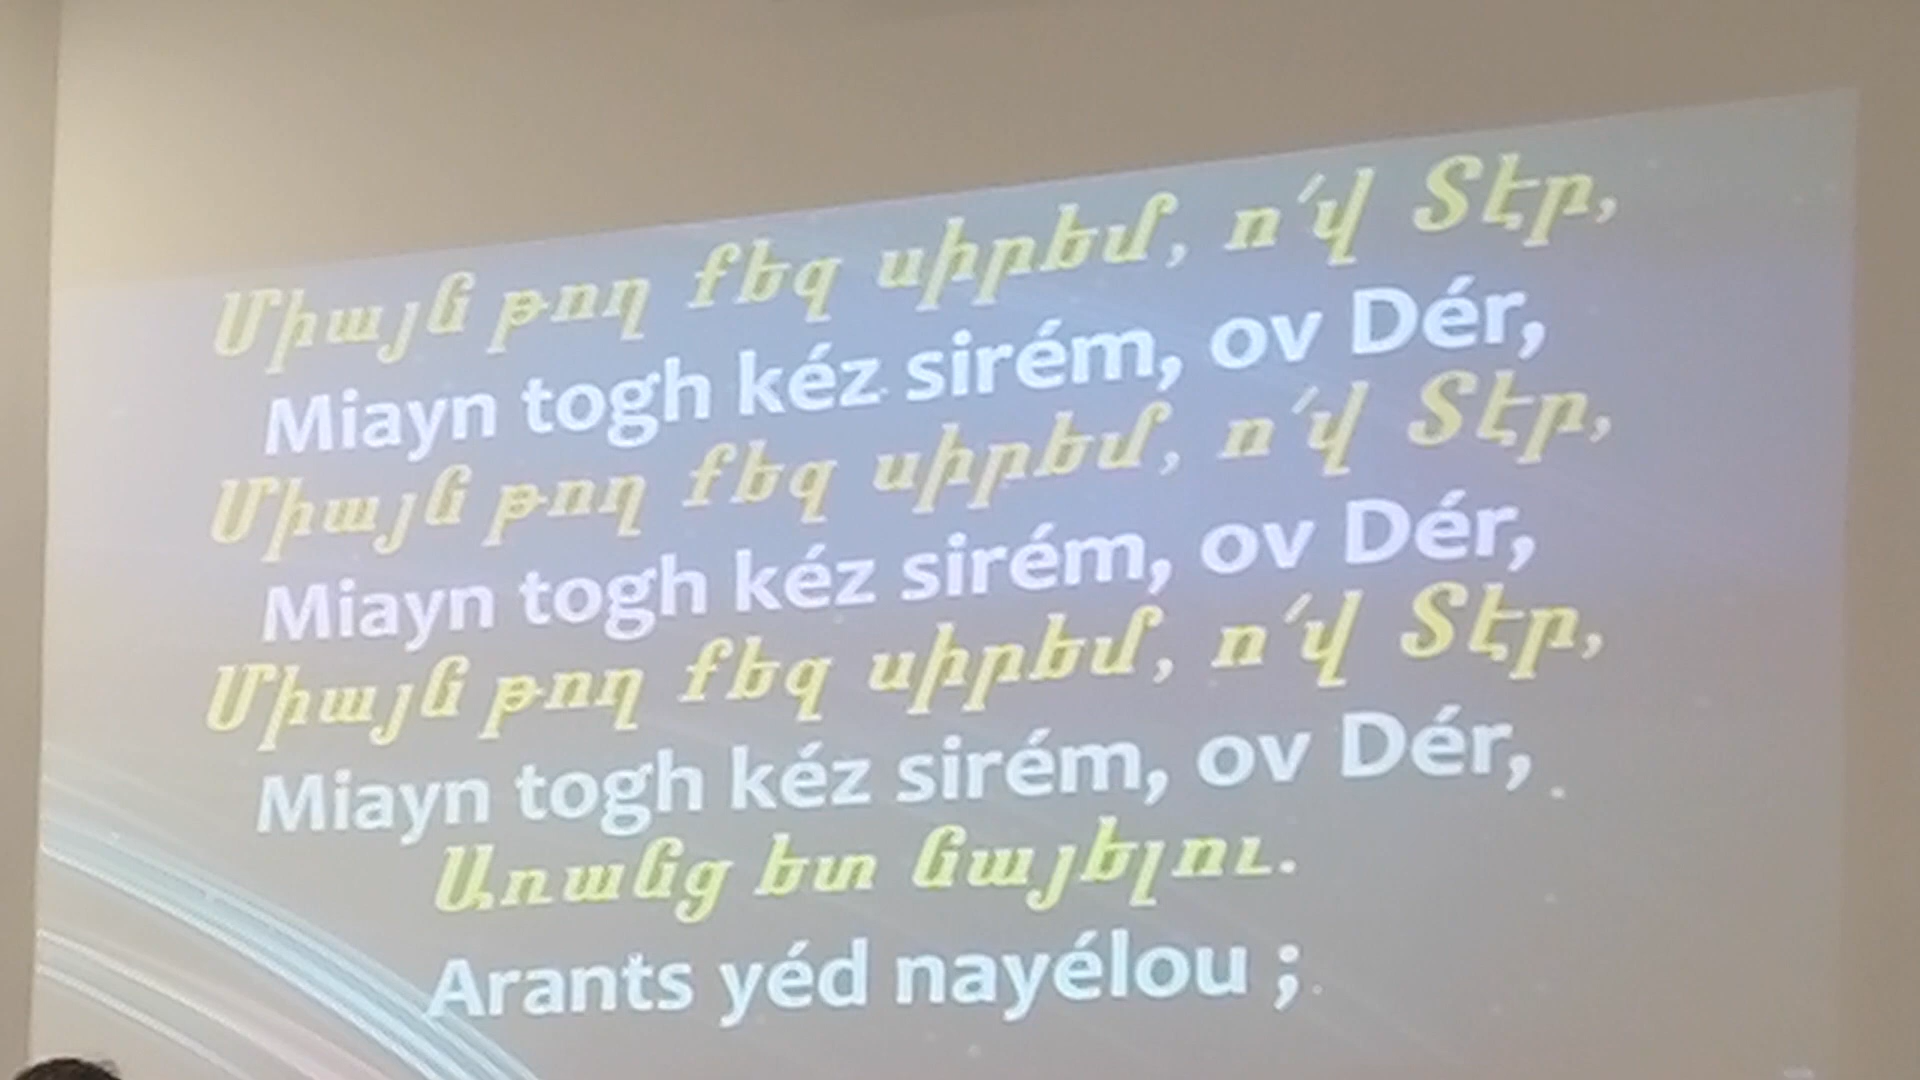 Միայն թող քեզ սիրեմ, ո՛վ Տէր,
Miayn togh kéz sirém, ov Dér,
Միայն թող քեզ սիրեմ, ո՛վ Տէր,
Miayn togh kéz sirém, ov Dér,
Միայն թող քեզ սիրեմ, ո՛վ Տէր,
Miayn togh kéz sirém, ov Dér,
Առանց ետ նայելու.
Arants yéd nayélou ;